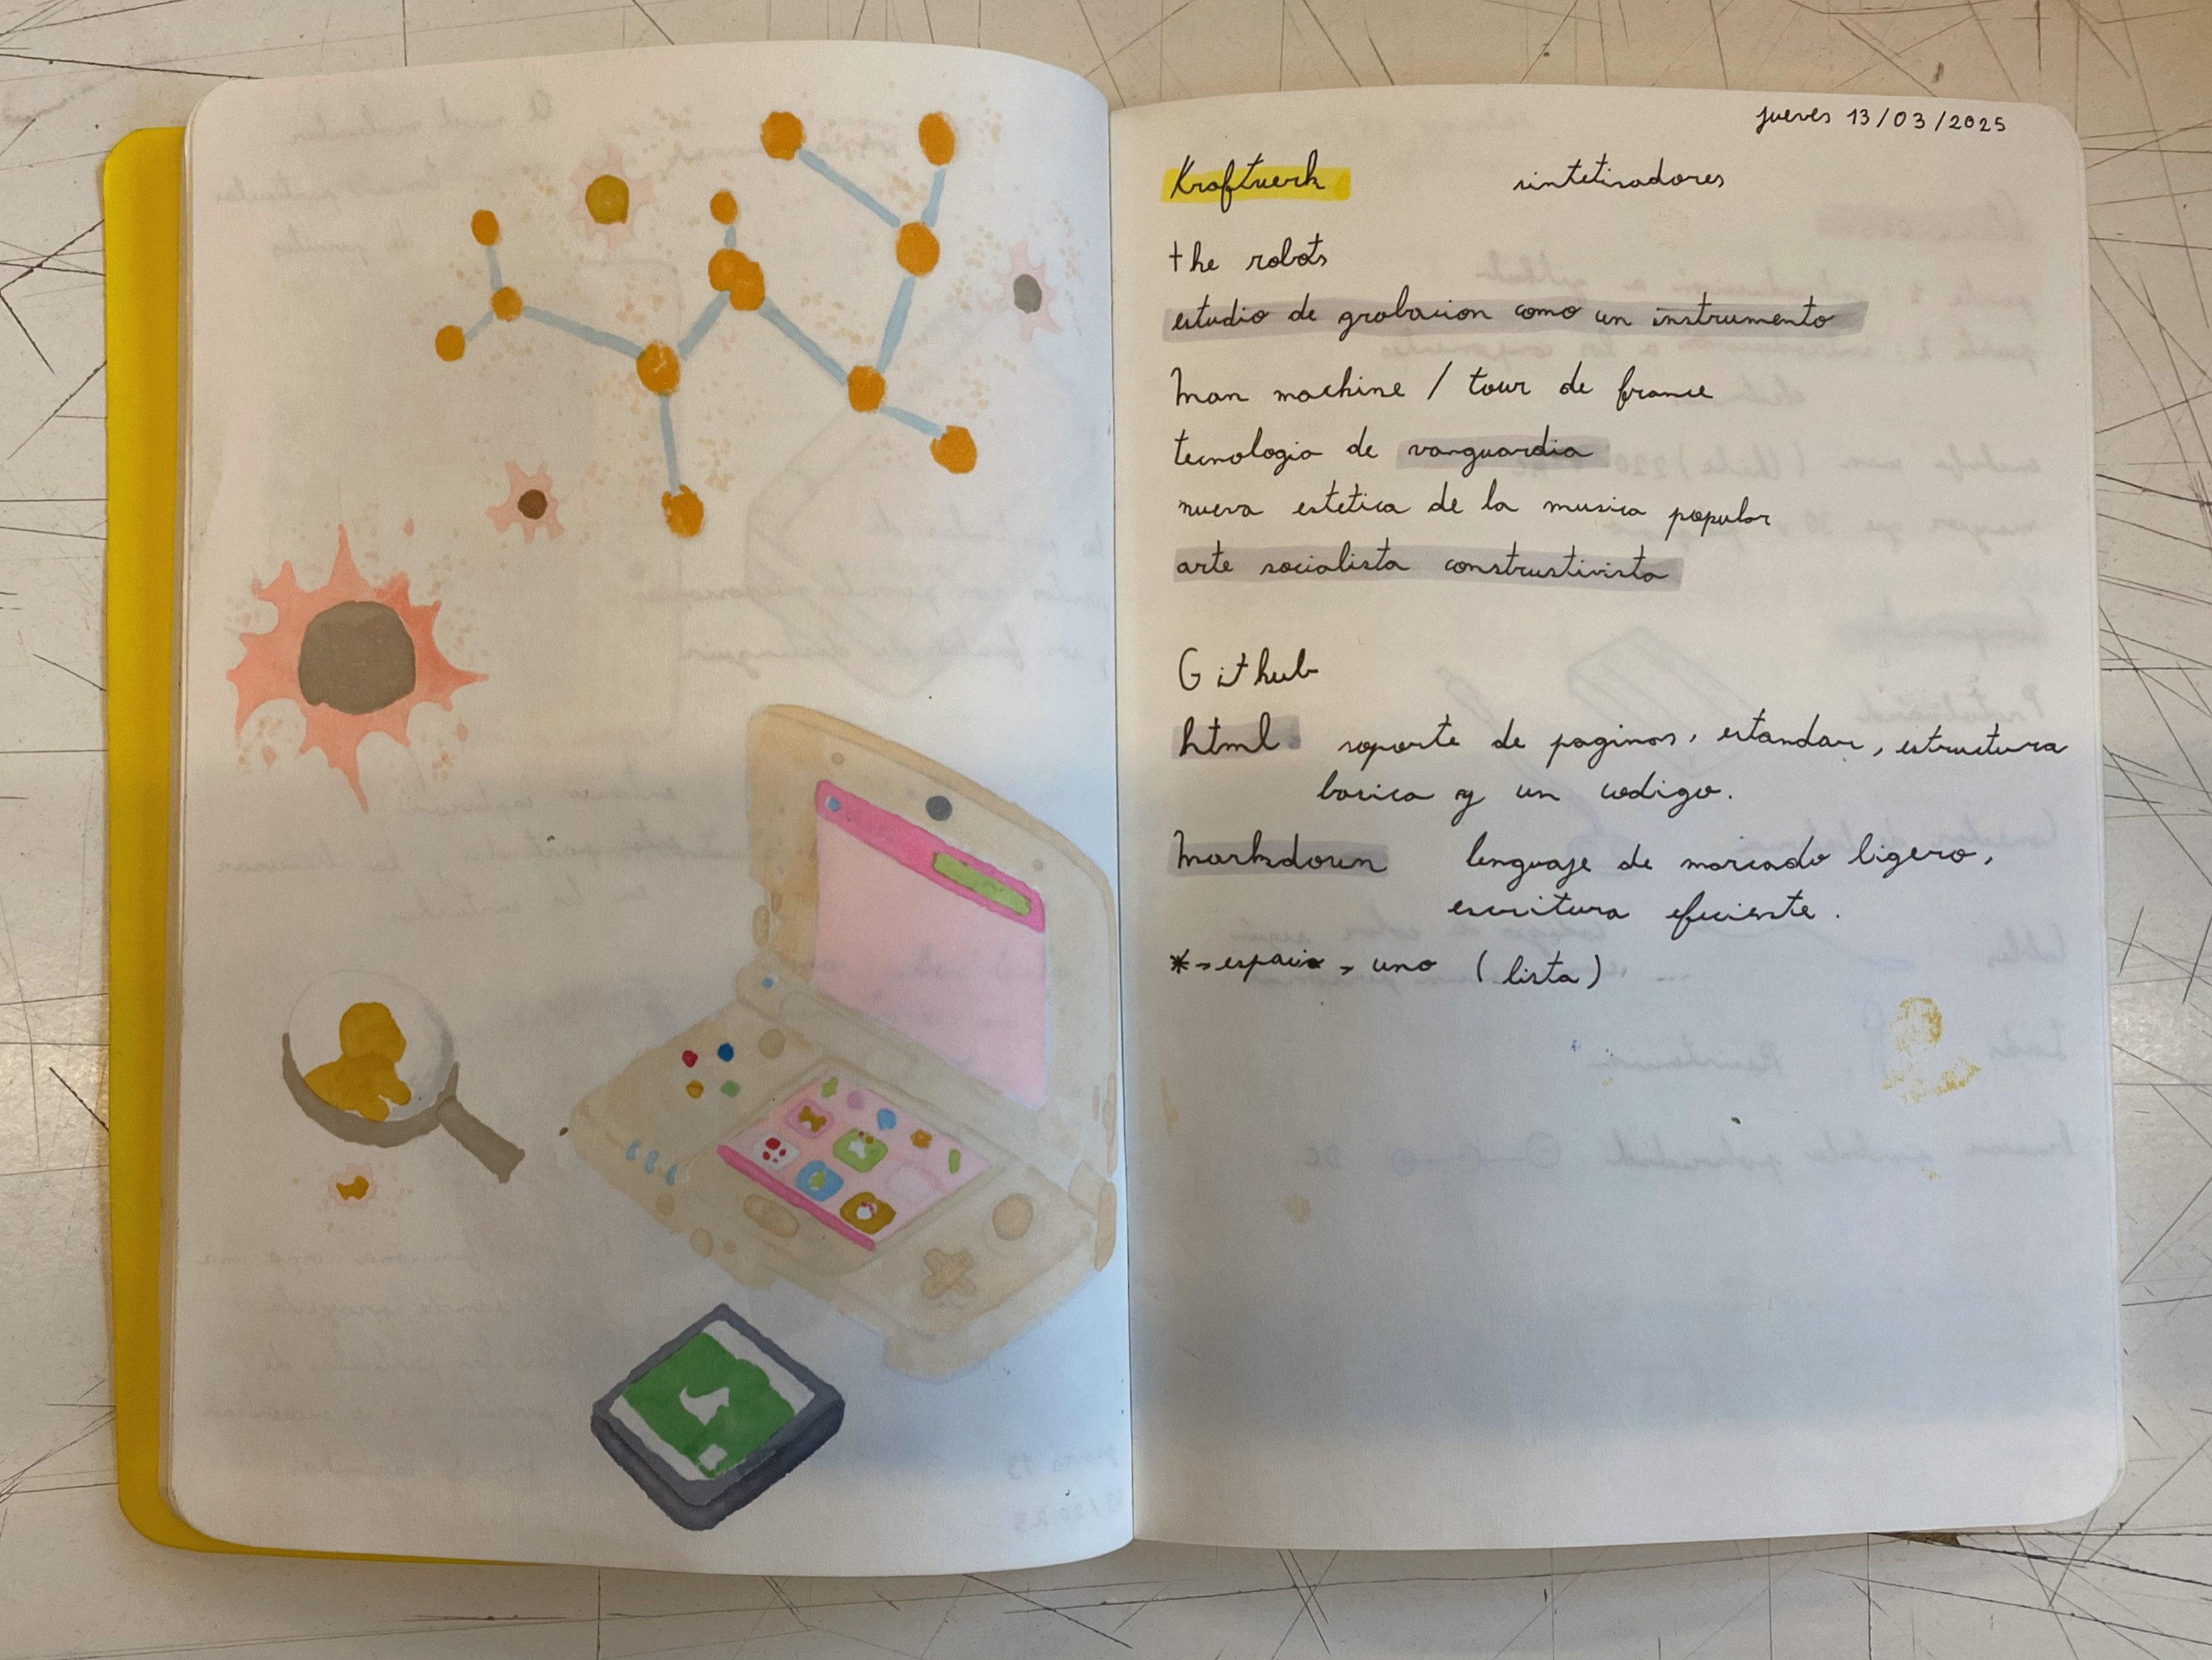 jueves 13/03/2025
Kraftwerk sintetisadores
the robots
estudio de grabacion como un instrumento
man machine / tour de france
tecnologia de vanguardia
nueva estetica de la musica popular
arte socialista construstivista
Github
html soporte de paginas, estandar, estructura
basica y un codigo.
markdown lenguaje de marcado ligero,
escritura eficiente.
*-espacio-uno (lista)